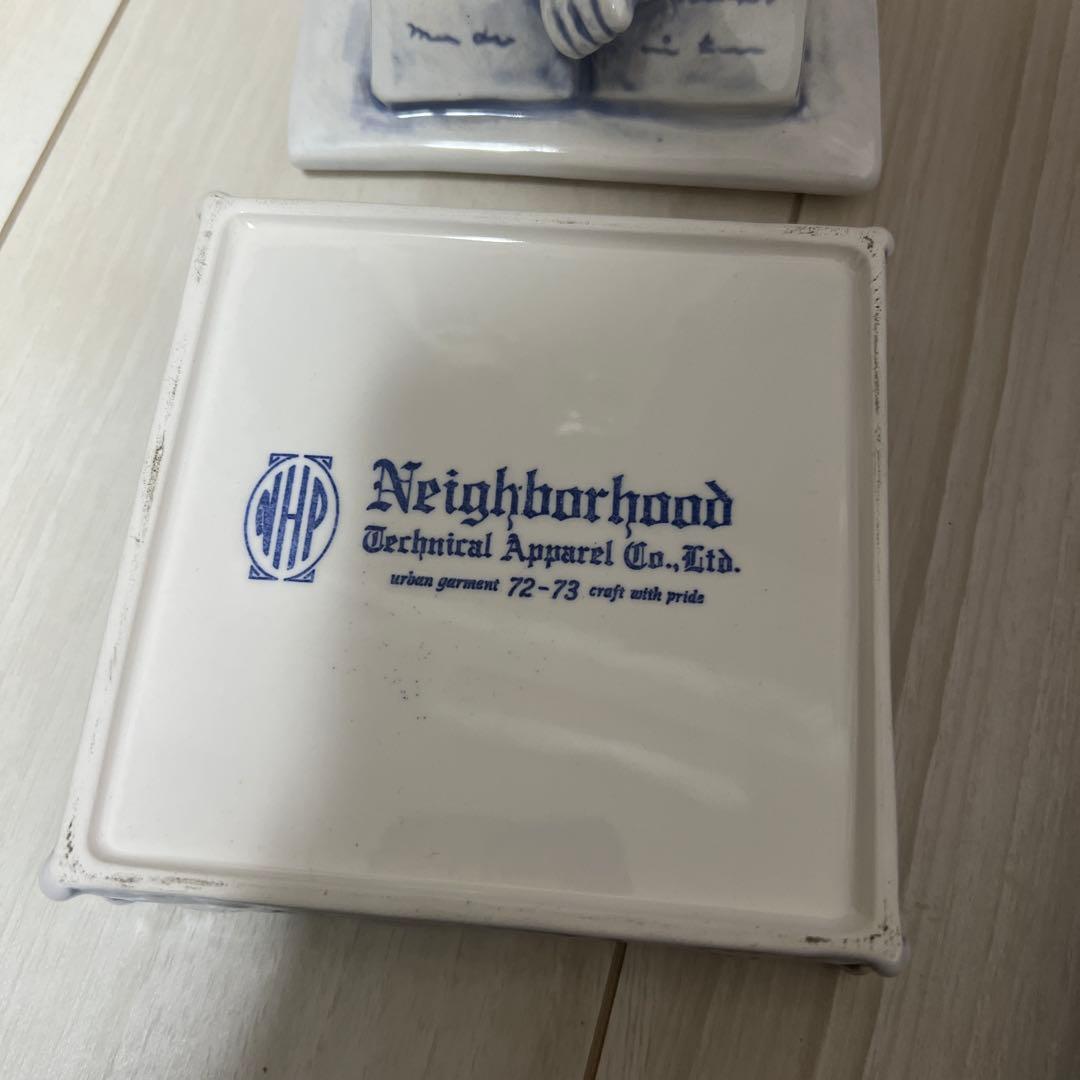 NHP
Neighborhood
Technical Apparel Co.,Ltd.
urban garment 72-73 craft with pride